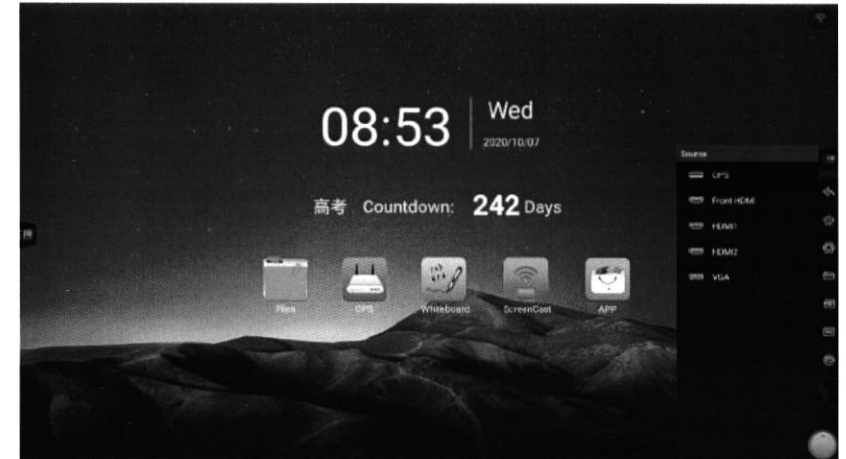 08:53
Wed
2020/10/07
高考 Countdown: 242 Days
Files
OPS
Whiteboard
ScreenCast
APP
Source
OPS
Front HDMI
HDMI1
HDMI2
VGA